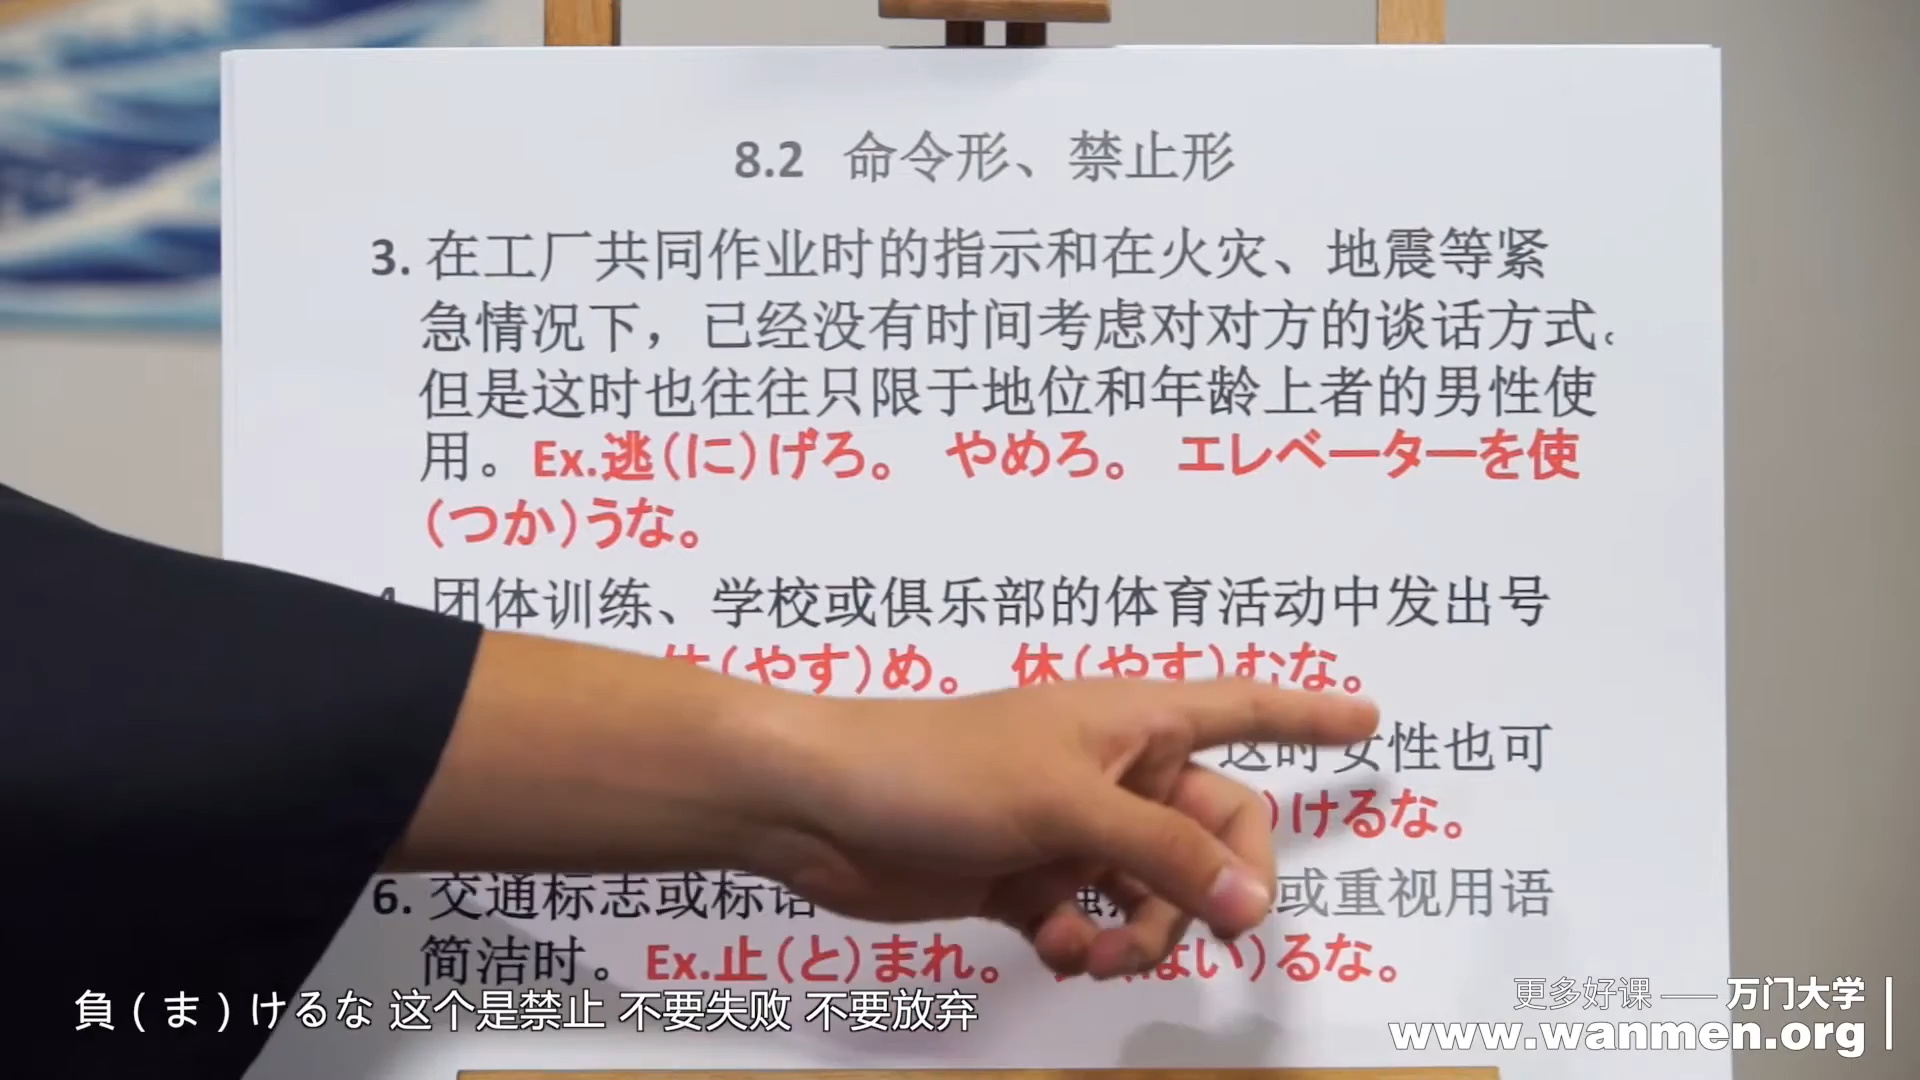 8.2 命令形、禁止形
3. 在工厂共同作业时的指示和在火灾、地震等紧
急情况下，已经没有时间考虑对对方的谈话方式。
但是这时也往往只限于地位和年龄上者的男性使
用。Ex.逃(に)げろ。 やめろ。 エレベーターを使
(つか)うな。
团体训练、学校或俱乐部的体育活动中发出号
(やす)め。 休(やす)むな。
这时 女性也可
)けるな。
6. 交通标志或标语 或重视用语
简洁时。Ex.止(と)まれ。 はい)るな。
負(ま)けるな 这个是禁止 不要失败 不要放弃
更多好课 —— 万门大学
www.wanmen.org